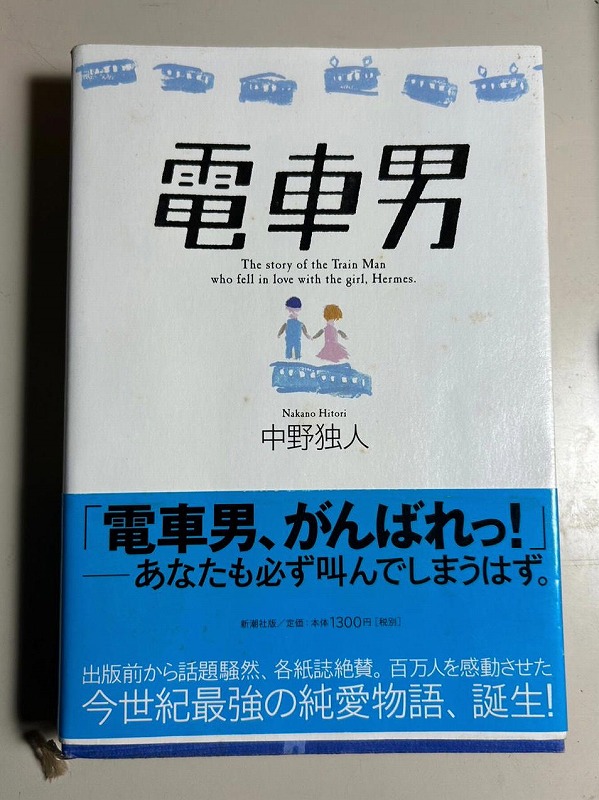 電車男
The story of the Train Man
who fell in love with the girl, Hermes.
Nakano Hitori
中野独人
「電車男、がんばれっ!」
――あなたも必ず叫んでしまうはず。
新潮社版/定価:本体1300円[税別]
出版前から話題騒然、各紙誌絶賛。百万人を感動させた
今世紀最強の純愛物語、誕生!